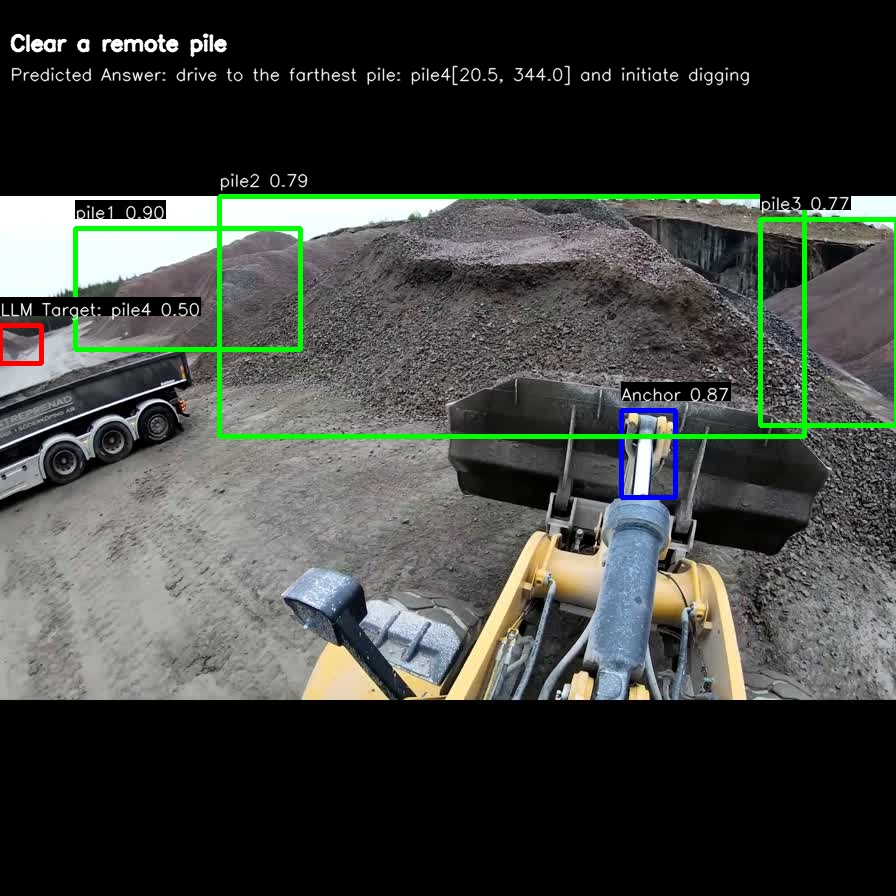 Clear a remote pile
Predicted Answer: drive to the farthest pile: pile4[20.5, 344.0] and initiate digging
pile2 0.79
pile1 0.90
pile3 0.77
LLM Target: pile4 0.50
Anchor 0.87